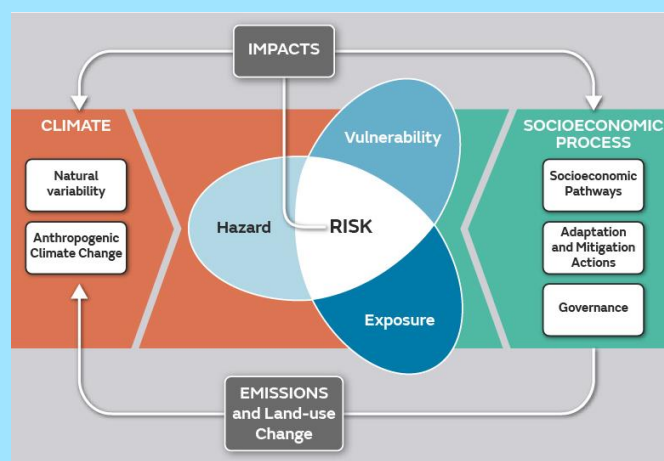 IMPACTS
CLIMATE
Natural
variability
Anthropogenic
Climate Change
Vulnerability
Hazard
RISK
Exposure
SOCIOECONOMIC
PROCESS
Socioeconomic
Pathways
Adaptation
and Mitigation
Actions
Governance
EMISSIONS
and Land-use
Change